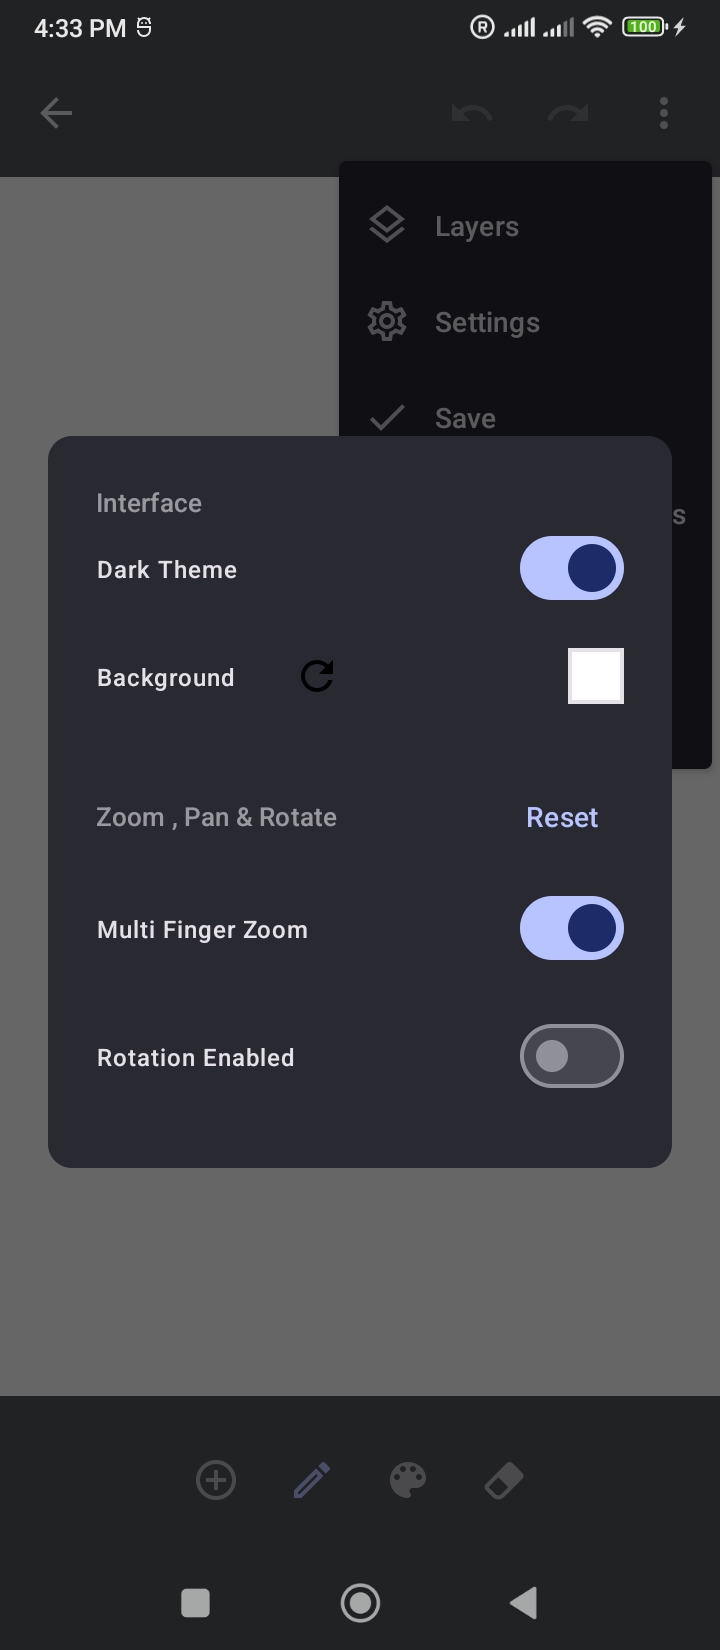 4:33 PM
R
100
Layers
Settings
Save
s
Interface
Dark Theme
Background
Zoom , Pan & Rotate
Reset
Multi Finger Zoom
Rotation Enabled